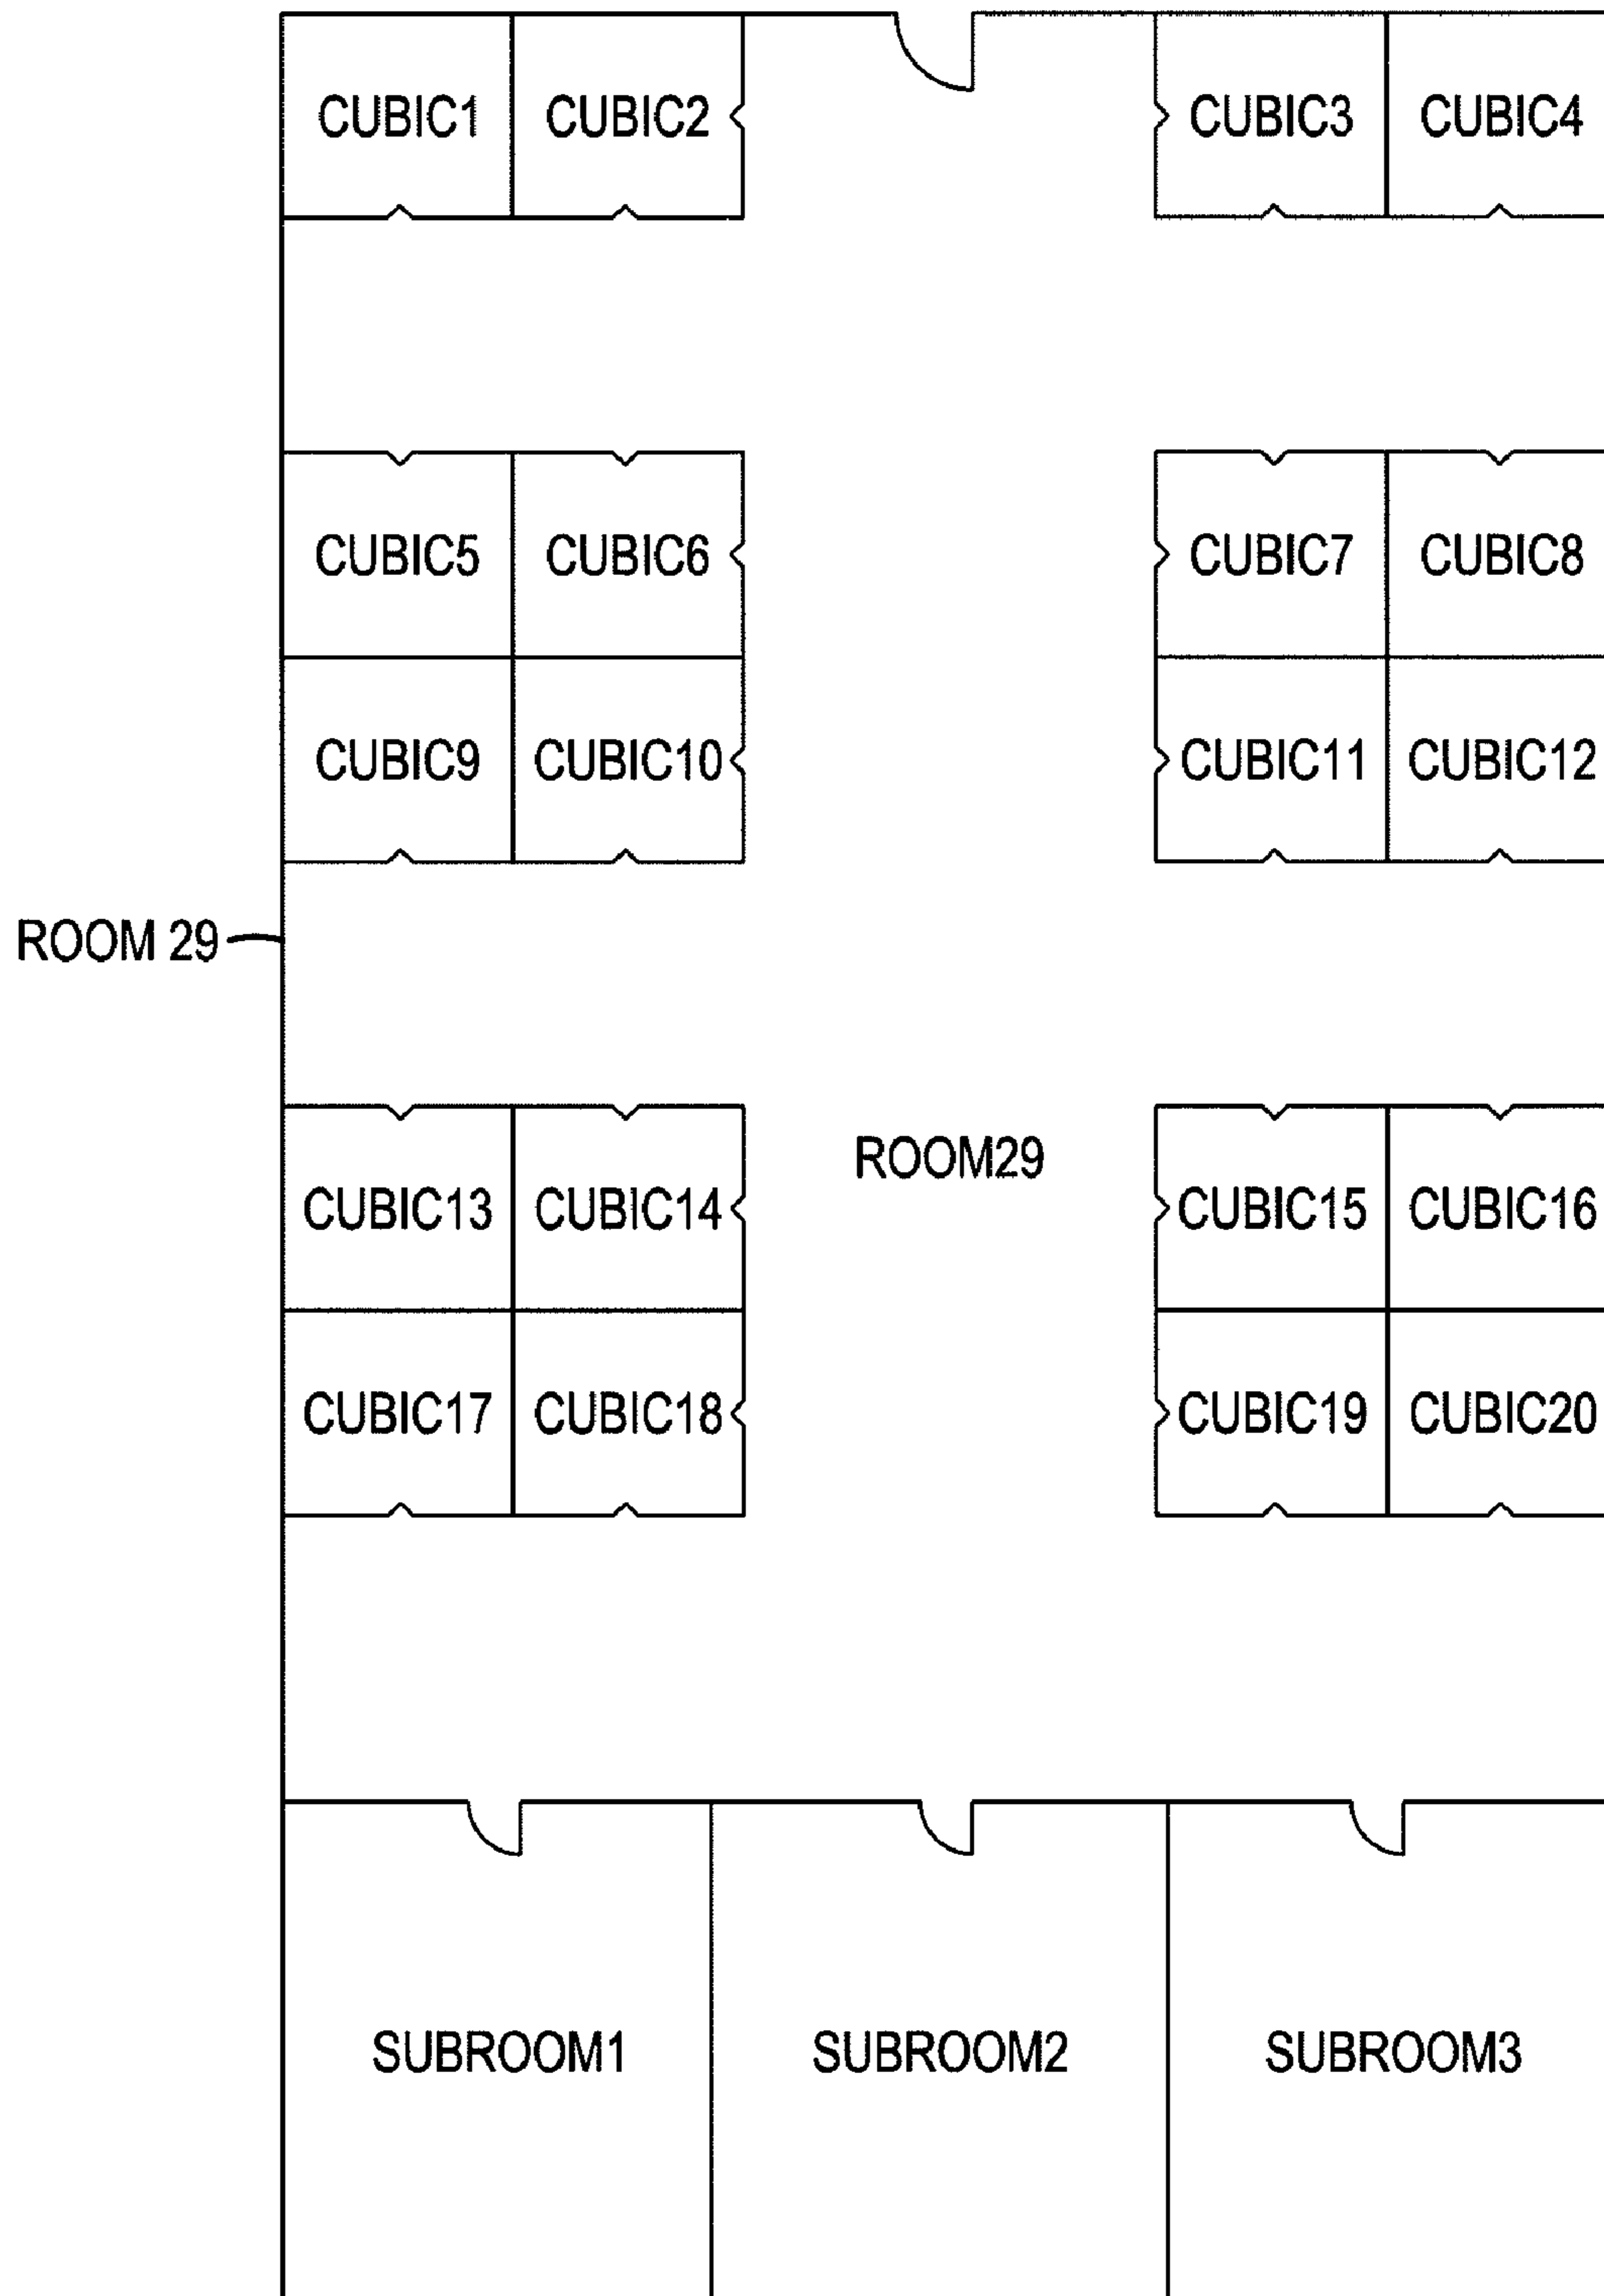 CUBIC1 CUBIC2 CUBIC3 CUBIC4
CUBIC5 CUBIC6 CUBIC7 CUBIC8
CUBIC9 CUBIC10 CUBIC11 CUBIC12
ROOM 29
ROOM29
CUBIC13 CUBIC14 CUBIC15 CUBIC16
CUBIC17 CUBIC18 CUBIC19 CUBIC20
SUBROOM1 SUBROOM2 SUBROOM3